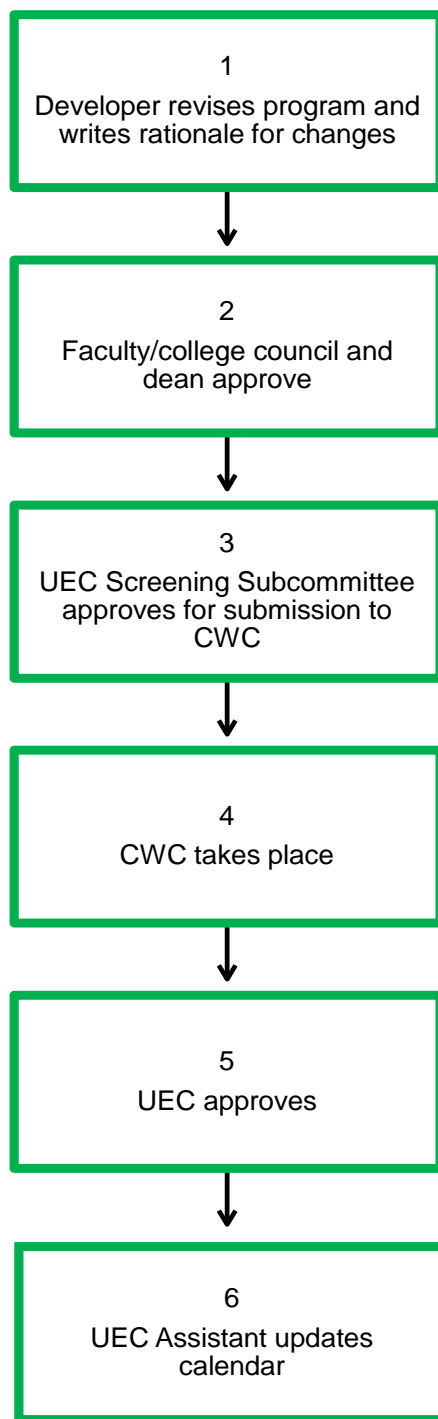 1
Developer revises program and
writes rationale for changes
2
Faculty/college council and
dean approve
3
UEC Screening Subcommittee
approves for submission to
CWC
4
CWC takes place
5
UEC approves
6
UEC Assistant updates
calendar